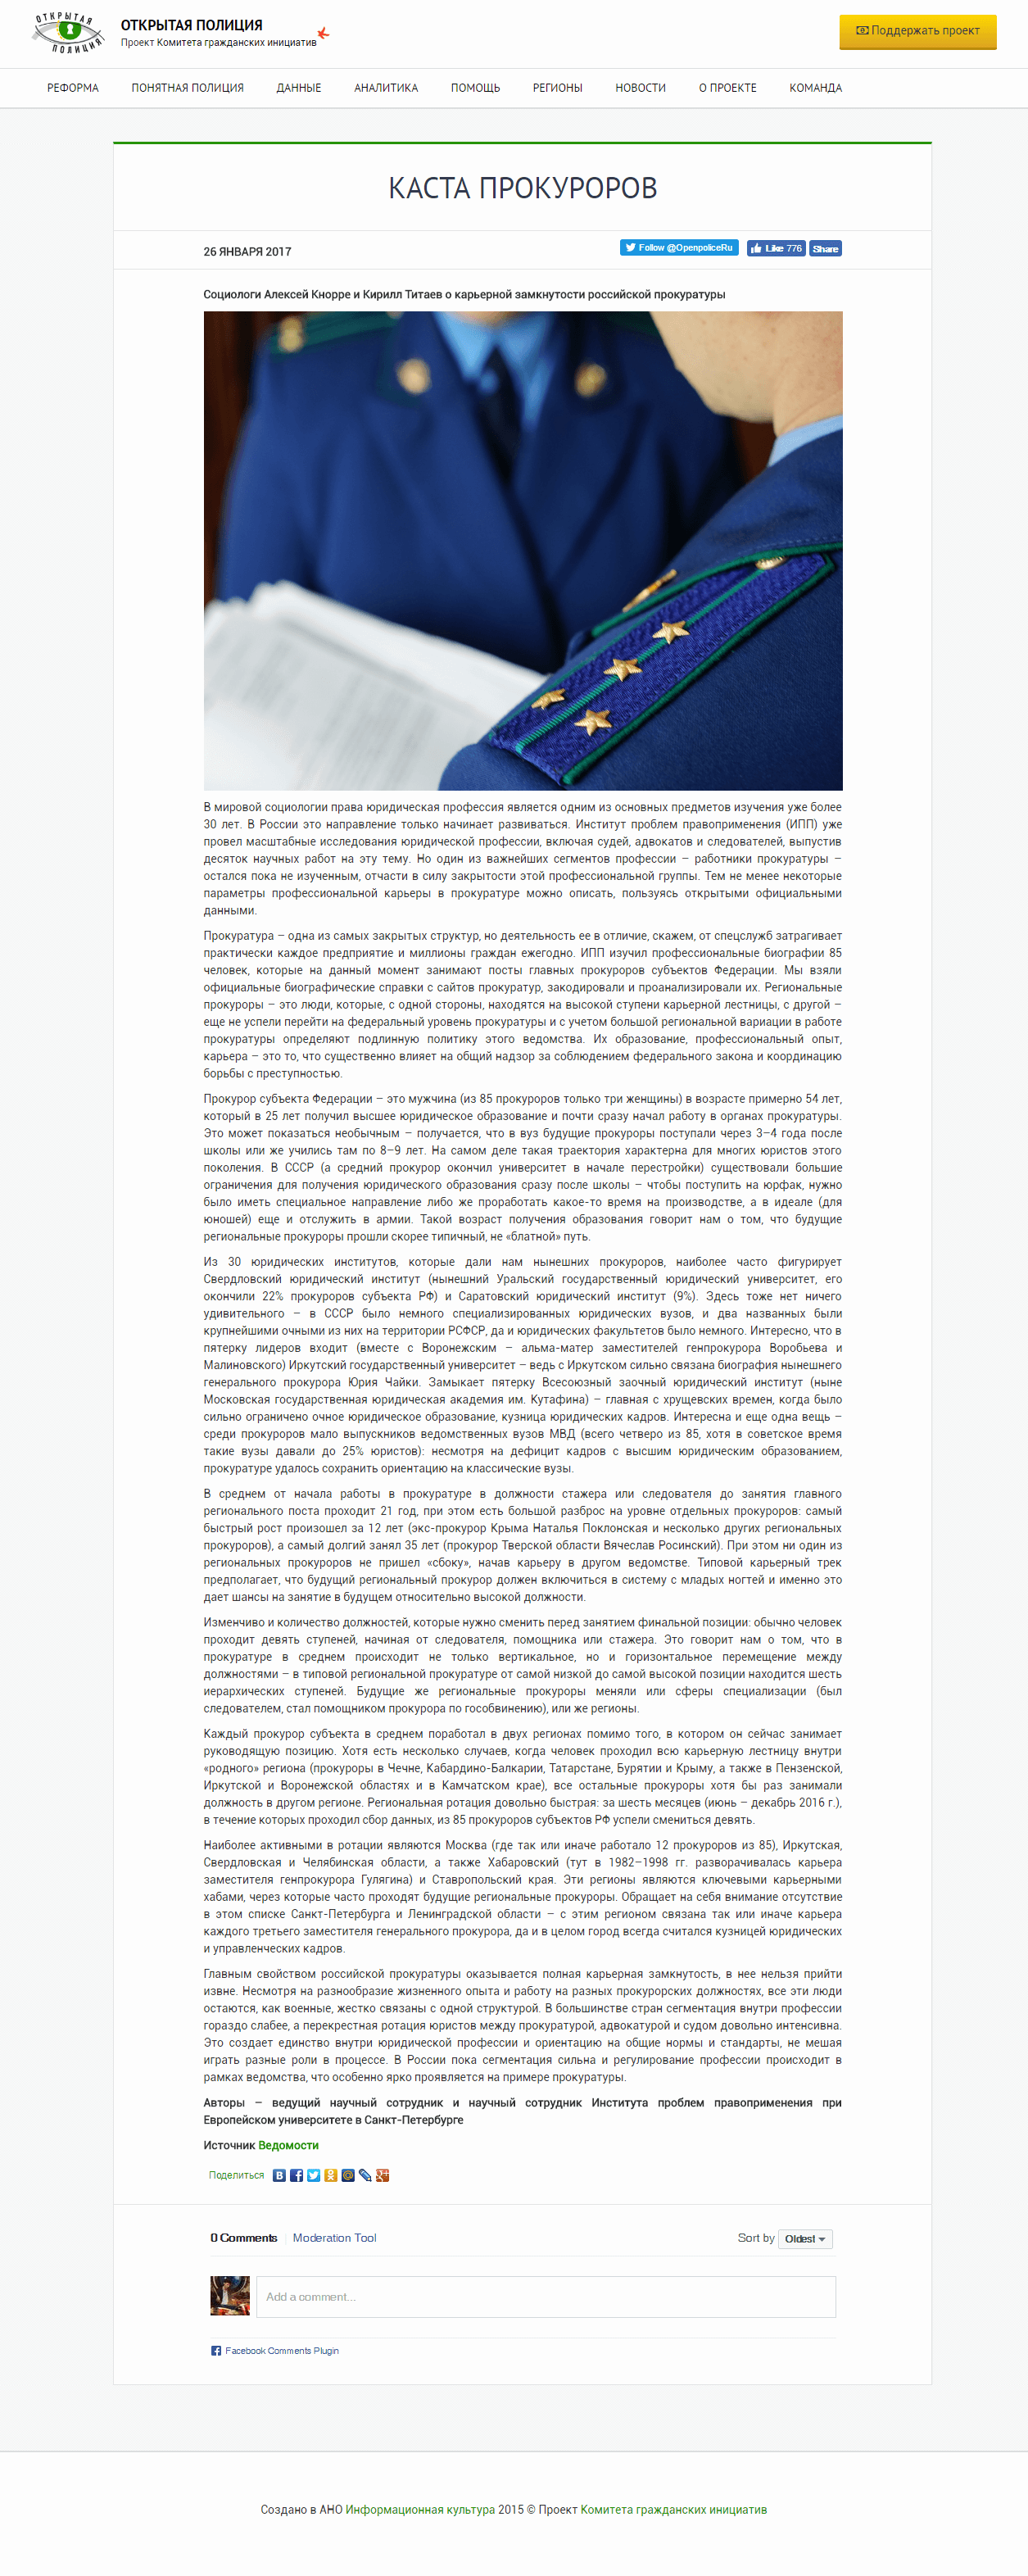 ОТКРЫТАЯ
ПОЛИЦИЯ
ОТКРЫТАЯ ПОЛИЦИЯ
Проект Комитета гражданских инициатив
Поддержать проект
РЕФОРМА ПОНЯТНАЯ ПОЛИЦИЯ ДАННЫЕ АНАЛИТИКА ПОМОЩЬ РЕГИОНЫ НОВОСТИ О ПРОЕКТЕ КОМАНДА
КАСТА ПРОКУРОРОВ
26 ЯНВАРЯ 2017
Follow @OpenpoliceRu Like 776 Share
Социологи Алексей Кнорре и Кирилл Титаев о карьерной замкнутости российской прокуратуры
В мировой социологии права юридическая профессия является одним из основных предметов изучения уже более
30 лет. В России это направление только начинает развиваться. Институт проблем правоприменения (ИПП) уже
провел масштабные исследования юридической профессии, включая судей, адвокатов и следователей, выпустив
десяток научных работ на эту тему. Но один из важнейших сегментов профессии – работники прокуратуры –
остался пока не изученным, отчасти в силу закрытости этой профессиональной группы. Тем не менее некоторые
параметры профессиональной карьеры в прокуратуре можно описать, пользуясь открытыми официальными
данными.
Прокуратура – одна из самых закрытых структур, но деятельность ее в отличие, скажем, от спецслужб затрагивает
практически каждое предприятие и миллионы граждан ежегодно. ИПП изучил профессиональные биографии 85
человек, которые на данный момент занимают посты главных прокуроров субъектов Федерации. Мы взяли
официальные биографические справки с сайтов прокуратур, закодировали и проанализировали их. Региональные
прокуроры – это люди, которые, с одной стороны, находятся на высокой ступени карьерной лестницы, с другой –
еще не успели перейти на федеральный уровень прокуратуры и с учетом большой региональной вариации в работе
прокуратуры определяют подлинную политику этого ведомства. Их образование, профессиональный опыт,
карьера – это то, что существенно влияет на общий надзор за соблюдением федерального закона и координацию
борьбы с преступностью.
Прокурор субъекта Федерации – это мужчина (из 85 прокуроров только три женщины) в возрасте примерно 54 лет,
который в 25 лет получил высшее юридическое образование и почти сразу начал работу в органах прокуратуры.
Это может показаться необычным – получается, что в вуз будущие прокуроры поступали через 3–4 года после
школы или же учились там по 8–9 лет. На самом деле такая траектория характерна для многих юристов этого
поколения. В СССР (а средний прокурор окончил университет в начале перестройки) существовали большие
ограничения для получения юридического образования сразу после школы – чтобы поступить на юрфак, нужно
было иметь специальное направление либо же проработать какое-то время на производстве, а в идеале (для
юношей) еще и отслужить в армии. Такой возраст получения образования говорит нам о том, что будущие
региональные прокуроры прошли скорее типичный, не «блатной» путь.
Из 30 юридических институтов, которые дали нам нынешних прокуроров, наиболее часто фигурирует
Свердловский юридический институт (нынешний Уральский государственный юридический университет, его
окончили 22% прокуроров субъекта РФ) и Саратовский юридический институт (9%). Здесь тоже нет ничего
удивительного – в СССР было немного специализированных юридических вузов, и два названных были
крупнейшими очными из них на территории РСФСР, да и юридических факультетов было немного. Интересно, что в
пятерку лидеров входит (вместе с Воронежским – альма-матер заместителей генпрокурора Воробьева и
Малиновского) Иркутский государственный университет – ведь с Иркутском сильно связана биография нынешнего
генерального прокурора Юрия Чайки. Замыкает пятерку Всесоюзный заочный юридический институт (ныне
Московская государственная юридическая академия им. Кутафина) – главная с хрущевских времен, когда было
сильно ограничено очное юридическое образование, кузница юридических кадров. Интересна и еще одна вещь –
среди прокуроров мало выпускников ведомственных вузов МВД (всего четверо из 85, хотя в советское время
такие вузы давали до 25% юристов): несмотря на дефицит кадров с высшим юридическим образованием,
прокуратуре удалось сохранить ориентацию на классические вузы.
В среднем от начала работы в прокуратуре в должности стажера или следователя до занятия главного
регионального поста проходит 21 год, при этом есть большой разброс на уровне отдельных прокуроров: самый
быстрый рост произошел за 12 лет (экс-прокурор Крыма Наталья Поклонская и несколько других региональных
прокуроров), а самый долгий занял 35 лет (прокурор Тверской области Вячеслав Росинский). При этом ни один из
региональных прокуроров не пришел «сбоку», начав карьеру в другом ведомстве. Типовой карьерный трек
предполагает, что будущий региональный прокурор должен включиться в систему с младых ногтей и именно это
дает шансы на занятие в будущем относительно высокой должности.
Изменчиво и количество должностей, которые нужно сменить перед занятием финальной позиции: обычно человек
проходит девять ступеней, начиная от следователя, помощника или стажера. Это говорит нам о том, что в
прокуратуре в среднем происходит не только вертикальное, но и горизонтальное перемещение между
должностями – в типовой региональной прокуратуре от самой низкой до самой высокой позиции находится шесть
иерархических ступеней. Будущие же региональные прокуроры меняли или сферы специализации (был
следователем, стал помощником прокурора по гособвинению), или же регионы.
Каждый прокурор субъекта в среднем поработал в двух регионах помимо того, в котором он сейчас занимает
руководящую позицию. Хотя есть несколько случаев, когда человек проходил всю карьерную лестницу внутри
«родного» региона (прокуроры в Чечне, Кабардино-Балкарии, Татарстане, Бурятии и Крыму, а также в Пензенской,
Иркутской и Воронежской областях и в Камчатском крае), все остальные прокуроры хотя бы раз занимали
должность в другом регионе. Региональная ротация довольно быстрая: за шесть месяцев (июнь – декабрь 2016 г.),
в течение которых проходил сбор данных, из 85 прокуроров субъектов РФ успели смениться девять.
Наиболее активными в ротации являются Москва (где так или иначе работало 12 прокуроров из 85), Иркутская,
Свердловская и Челябинская области, а также Хабаровский (тут в 1982–1998 гг. разворачивалась карьера
заместителя генпрокурора Гулягина) и Ставропольский края. Эти регионы являются ключевыми карьерными
хабами, через которые часто проходят будущие региональные прокуроры. Обращает на себя внимание отсутствие
в этом списке Санкт-Петербурга и Ленинградской области – с этим регионом связана так или иначе карьера
каждого третьего заместителя генерального прокурора, да и в целом город всегда считался кузницей юридических
и управленческих кадров.
Главным свойством российской прокуратуры оказывается полная карьерная замкнутость, в нее нельзя прийти
извне. Несмотря на разнообразие жизненного опыта и работу на разных прокурорских должностях, все эти люди
остаются, как военные, жестко связаны с одной структурой. В большинстве стран сегментация внутри профессии
гораздо слабее, а перекрестная ротация юристов между прокуратурой, адвокатурой и судом довольно интенсивна.
Это создает единство внутри юридической профессии и ориентацию на общие нормы и стандарты, не мешая
играть разные роли в процессе. В России пока сегментация сильна и регулирование профессии происходит в
рамках ведомства, что особенно ярко проявляется на примере прокуратуры.
Авторы – ведущий научный сотрудник и научный сотрудник Института проблем правоприменения при
Европейском университете в Санкт-Петербурге
Источник Ведомости
Поделиться
0 Comments Moderation Tool Sort by Oldest
Add a comment...
Facebook Comments Plugin
Создано в АНО Информационная культура 2015 © Проект Комитета гражданских инициатив